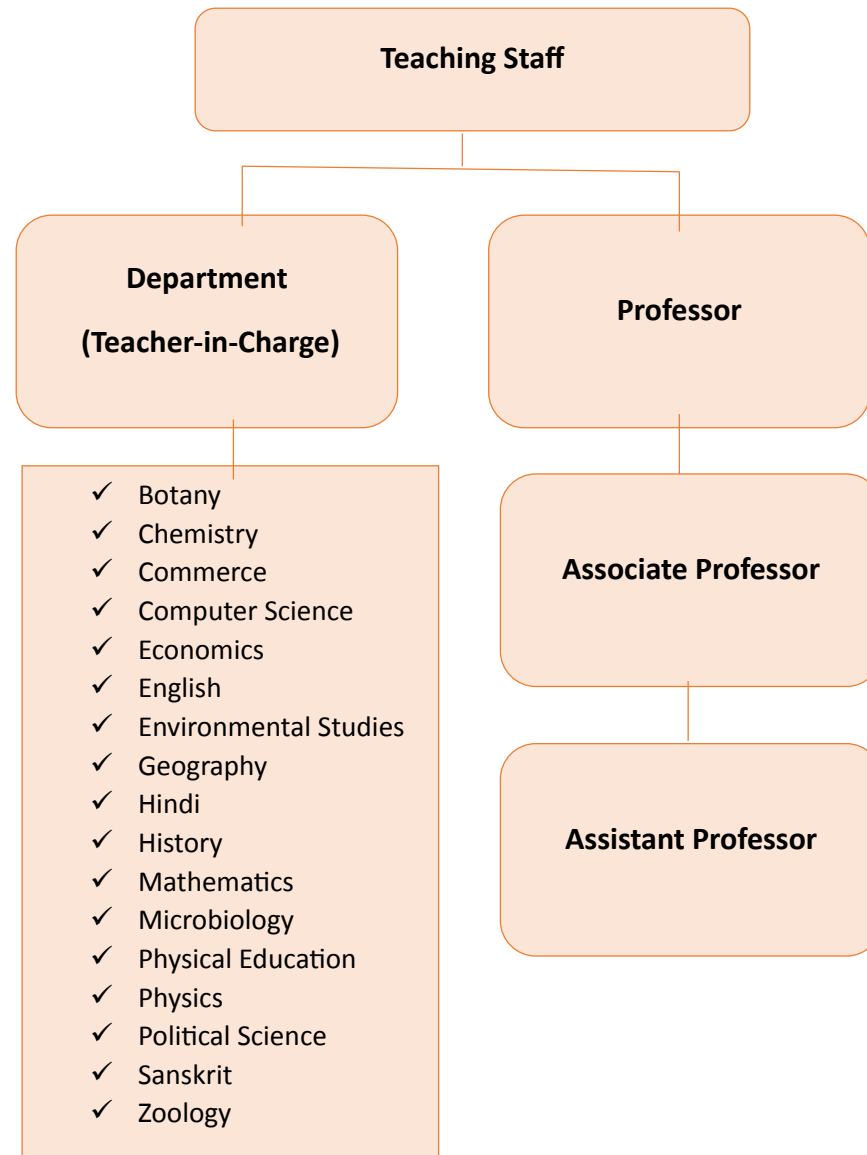 Teaching Staff
Department
(Teacher-in-Charge)
Professor
✓ Botany
✓ Chemistry
✓ Commerce
✓ Computer Science
✓ Economics
✓ English
✓ Environmental Studies
✓ Geography
✓ Hindi
✓ History
✓ Mathematics
✓ Microbiology
✓ Physical Education
✓ Physics
✓ Political Science
✓ Sanskrit
✓ Zoology
Associate Professor
Assistant Professor